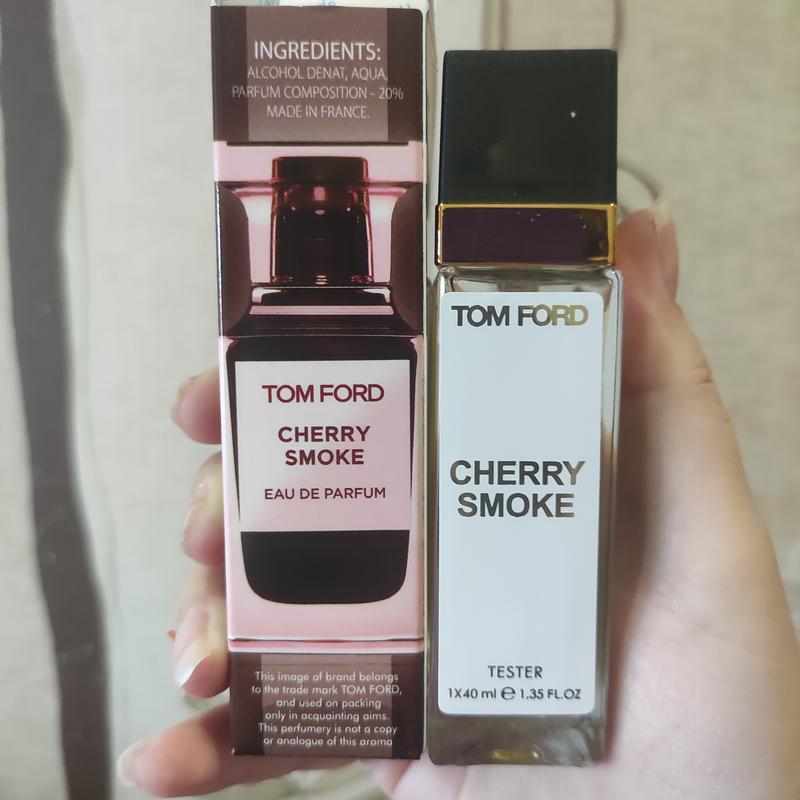 INGREDIENTS:
ALCOHOL DENAT, AQUA,
PARFUM COMPOSITION - 20%
MADE IN FRANCE.
TOM FORD
CHERRY
SMOKE
EAU DE PARFUM
This image of brand belongs
to the trade mark TOM FORD,
and used on packing
only in acquainting aims.
This perfumery is not a copy
or analogue of this aroma
TOM FORD
CHERRY
SMOKE
TESTER
1X40 ml ℮ 1,35 FL.OZ